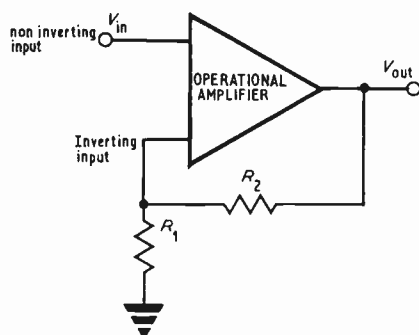 non inverting
input
V_in
OPERATIONAL
AMPLIFIER
V_out
Inverting
input
R_2
R_1